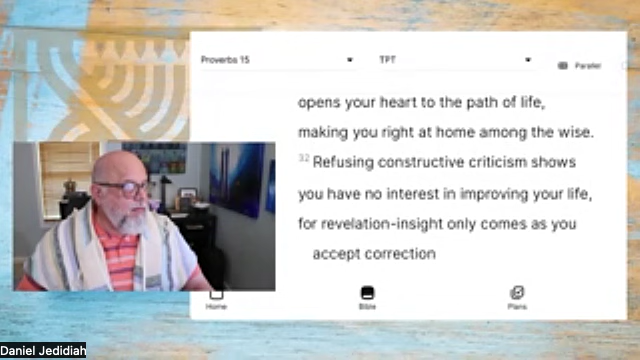 Proverbs 15
TPT
Parallel
opens your heart to the path of life,
making you right at home among the wise.
32 Refusing constructive criticism shows
you have no interest in improving your life,
for revelation-insight only comes as you
accept correction
Home
Bible
Plans
Daniel Jedidiah